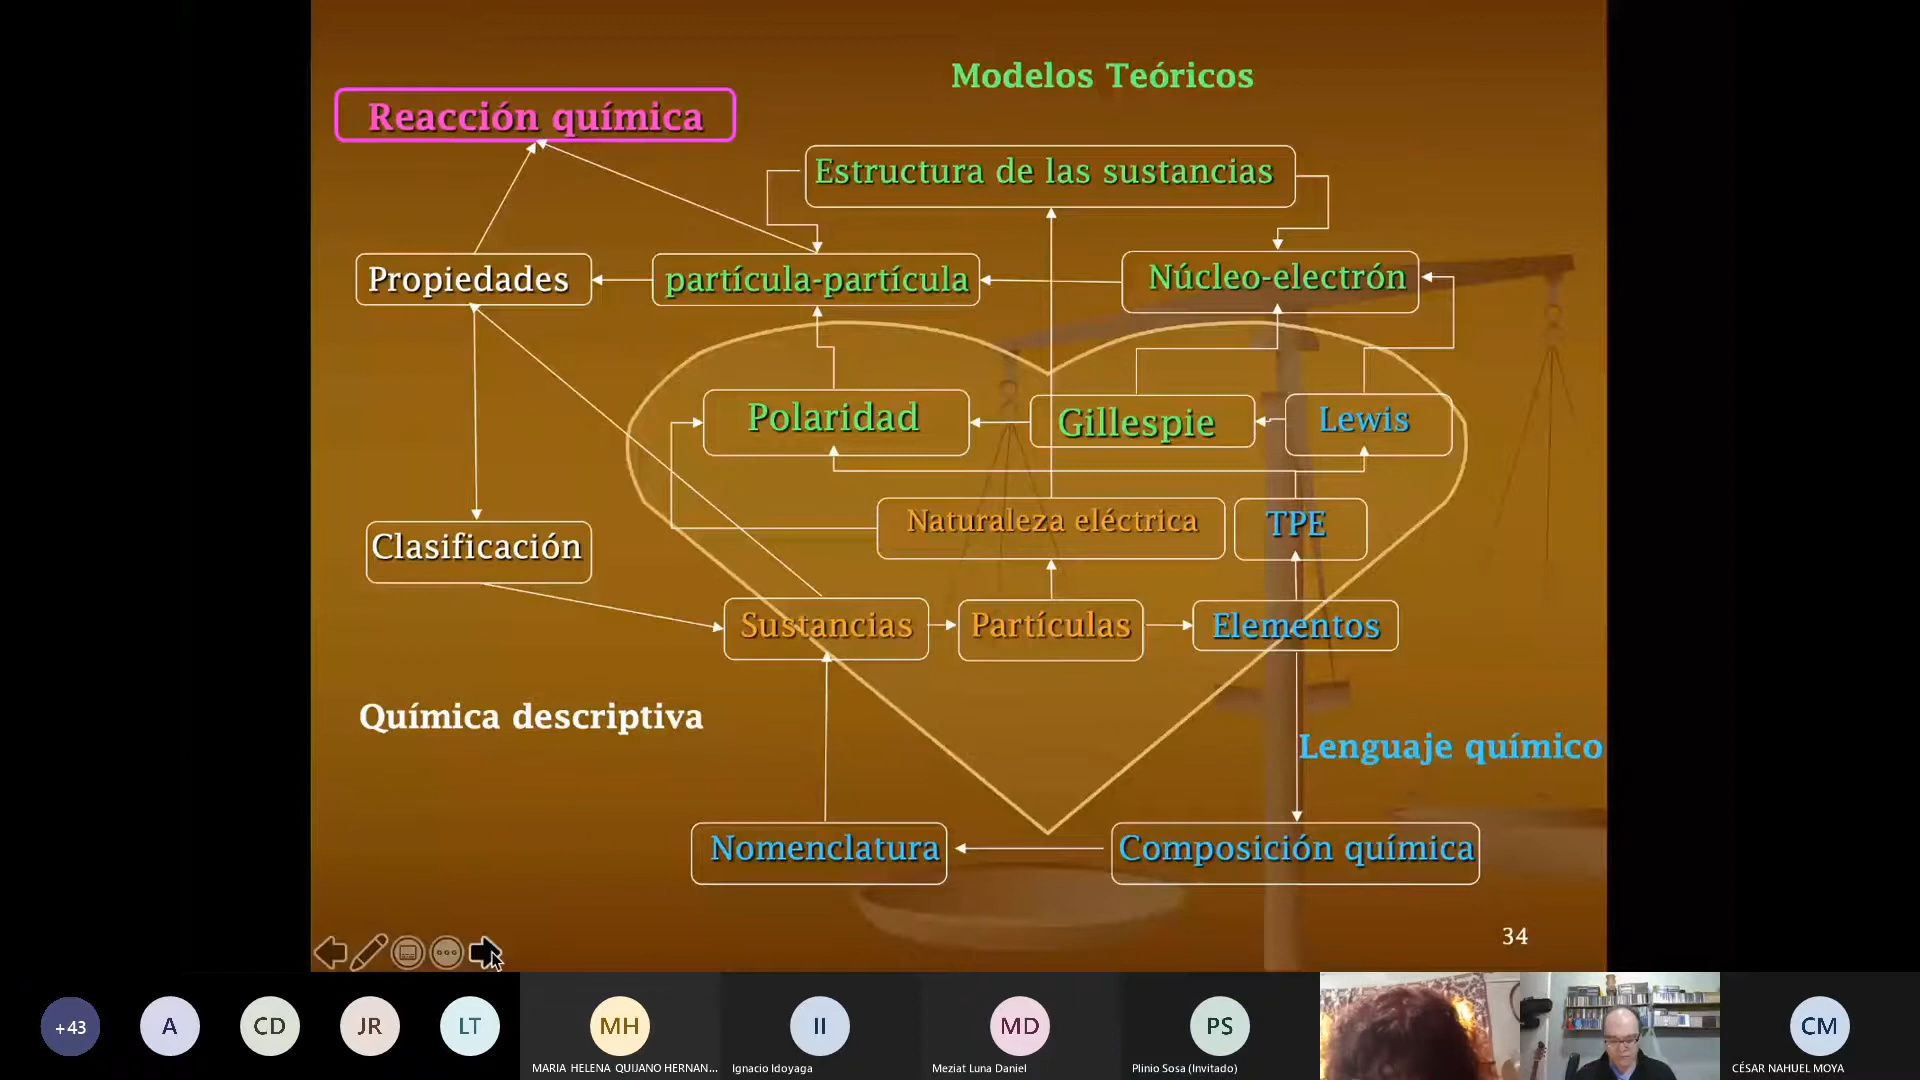 Modelos Teóricos
Reacción química
Estructura de las sustancias
Propiedades
partícula-partícula
Núcleo-electrón
Polaridad
Gillespie
Lewis
Naturaleza eléctrica
TPE
Clasificación
Sustancias
Partículas
Elementos
Química descriptiva
Lenguaje químico
Nomenclatura
Composición química
34
+43
A
CD
JR
LT
MH
II
MD
PS
CM
MARIA HELENA QUIJANO HERNAN...
Ignacio Idoyaga
Meziat Luna Daniel
Plinio Sosa (Invitado)
CÉSAR NAHUEL MOYA